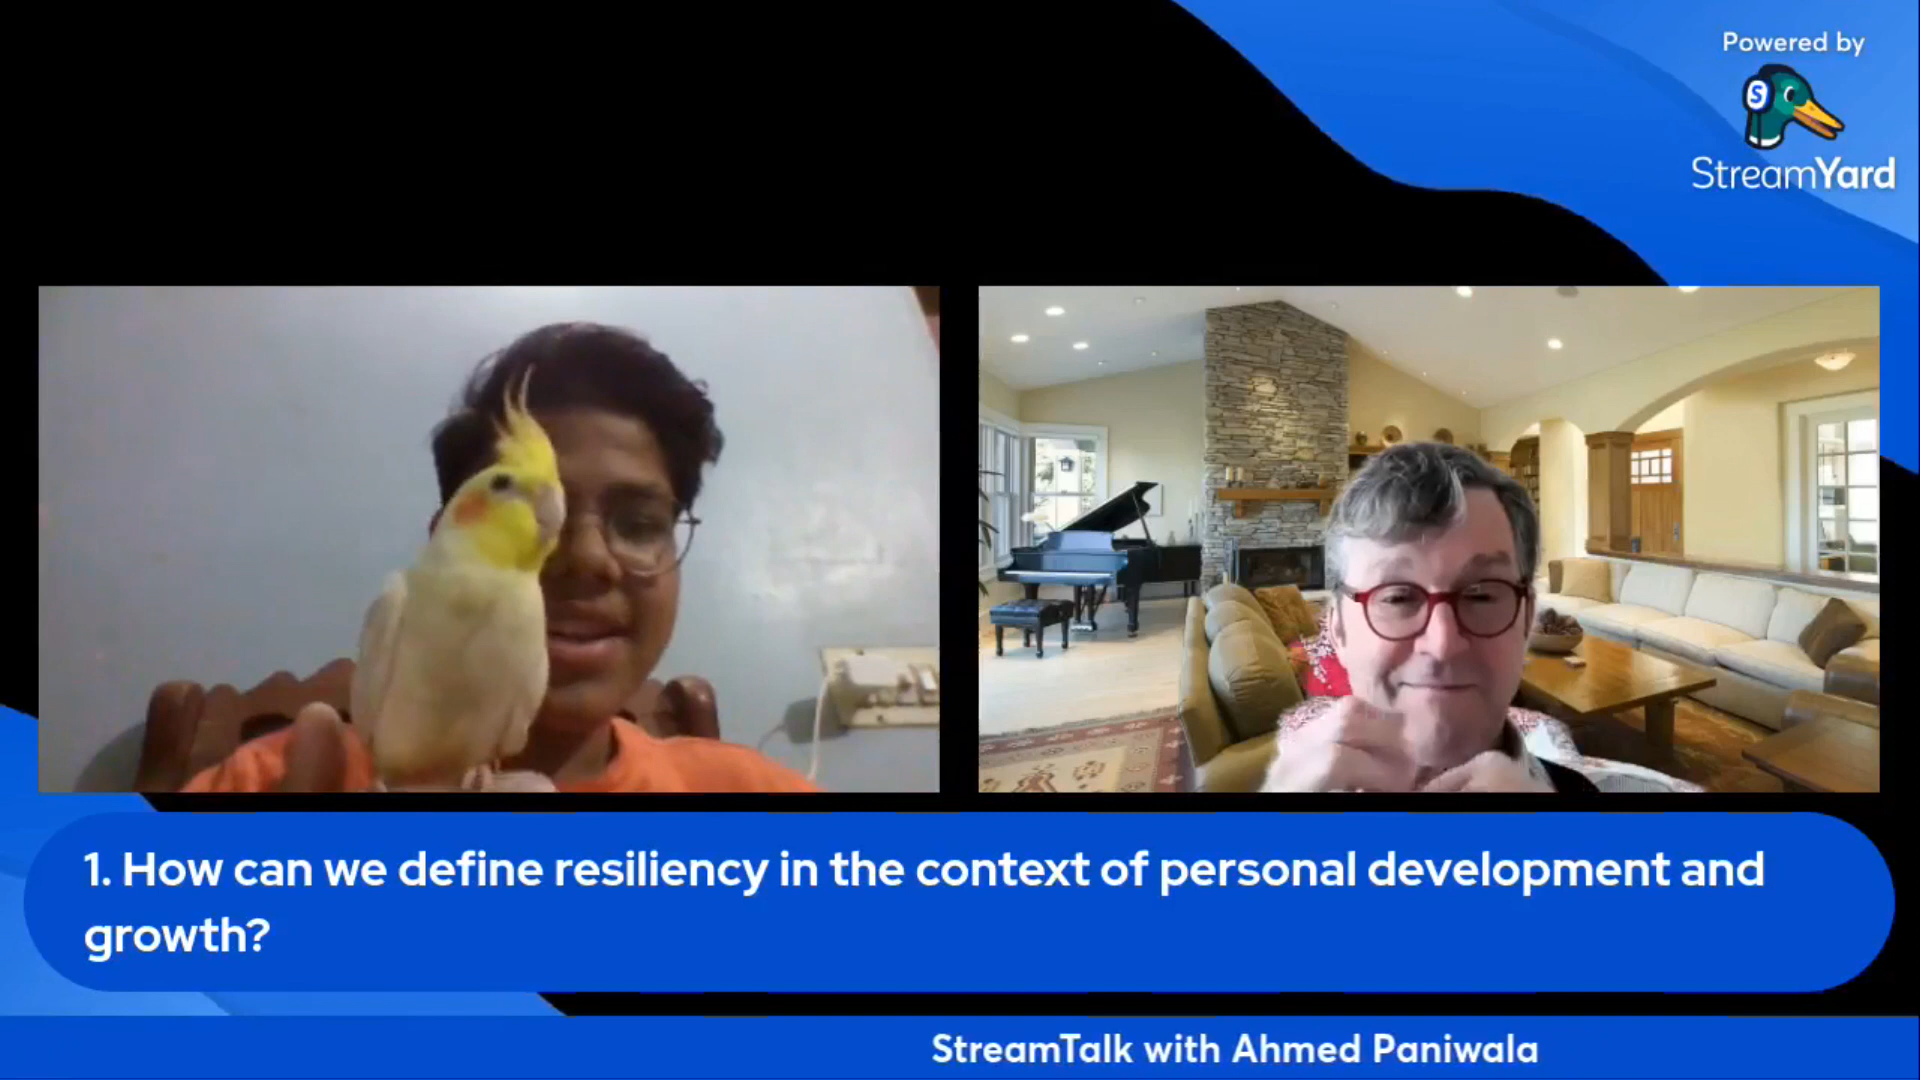 Powered by
S
StreamYard
1. How can we define resiliency in the context of personal development and
growth?
StreamTalk with Ahmed Paniwala